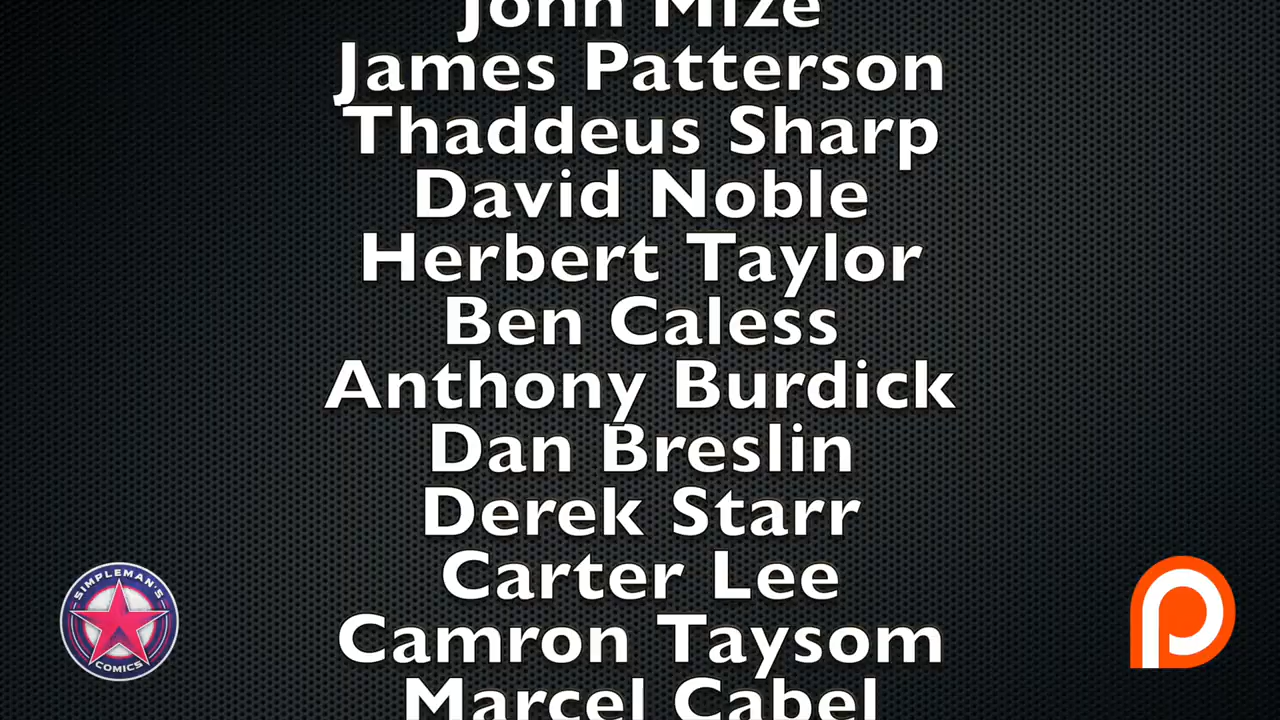 John Mize
James Patterson
Thaddeus Sharp
David Noble
Herbert Taylor
Ben Caless
Anthony Burdick
Dan Breslin
Derek Starr
Carter Lee
Camron Taysom
Marcel Cabel
SIMPLEMAN'S
COMICS